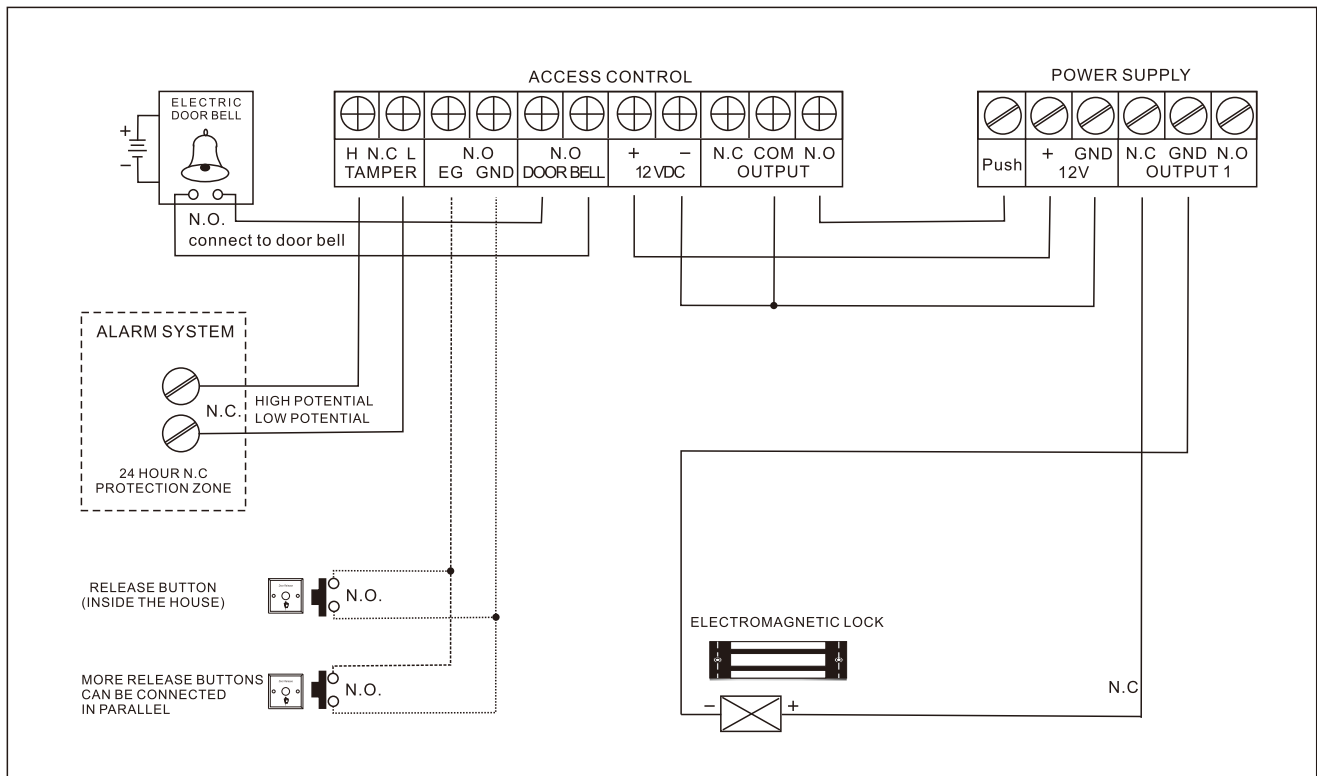 ACCESS CONTROL
POWER SUPPLY
ELECTRIC
DOOR BELL
+
−
H N.C L
TAMPER
N.O
EG GND
N.O
DOOR BELL
+ −
12 VDC
N.C COM N.O
OUTPUT
Push
+ GND
12V
N.C GND N.O
OUTPUT 1
N.O.
connect to door bell
ALARM SYSTEM
N.C.
HIGH POTENTIAL
LOW POTENTIAL
24 HOUR N.C
PROTECTION ZONE
RELEASE BUTTON
(INSIDE THE HOUSE)
N.O.
MORE RELEASE BUTTONS
CAN BE CONNECTED
IN PARALLEL
N.O.
ELECTROMAGNETIC LOCK
− +
N.C